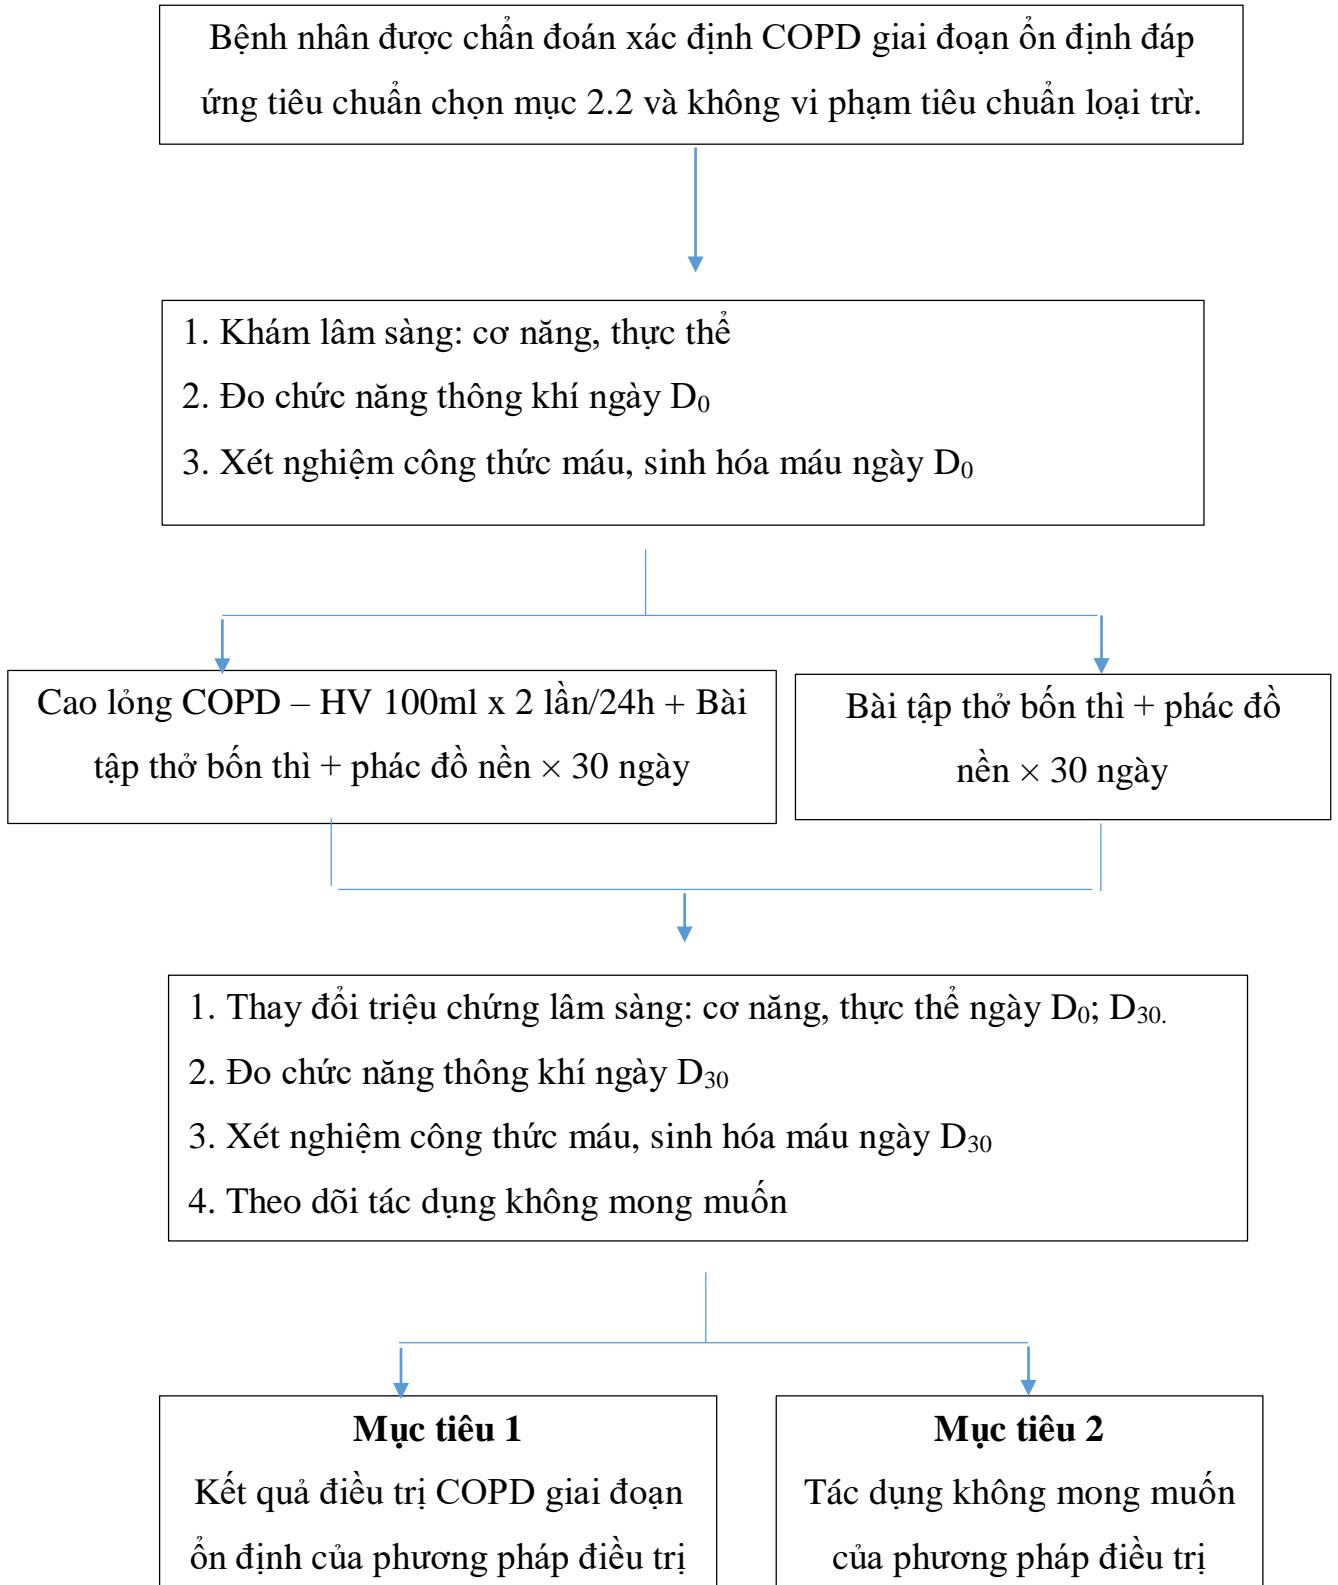 Bệnh nhân được chẩn đoán xác định COPD giai đoạn ổn định đáp
ứng tiêu chuẩn chọn mục 2.2 và không vi phạm tiêu chuẩn loại trừ.
1. Khám lâm sàng: cơ năng, thực thể
2. Đo chức năng thông khí ngày D₀
3. Xét nghiệm công thức máu, sinh hóa máu ngày D₀
Cao lỏng COPD – HV 100ml x 2 lần/24h + Bài
tập thở bốn thì + phác đồ nền × 30 ngày
Bài tập thở bốn thì + phác đồ
nền × 30 ngày
1. Thay đổi triệu chứng lâm sàng: cơ năng, thực thể ngày D₀; D₃₀.
2. Đo chức năng thông khí ngày D₃₀
3. Xét nghiệm công thức máu, sinh hóa máu ngày D₃₀
4. Theo dõi tác dụng không mong muốn
Mục tiêu 1
Kết quả điều trị COPD giai đoạn
ổn định của phương pháp điều trị
Mục tiêu 2
Tác dụng không mong muốn
của phương pháp điều trị